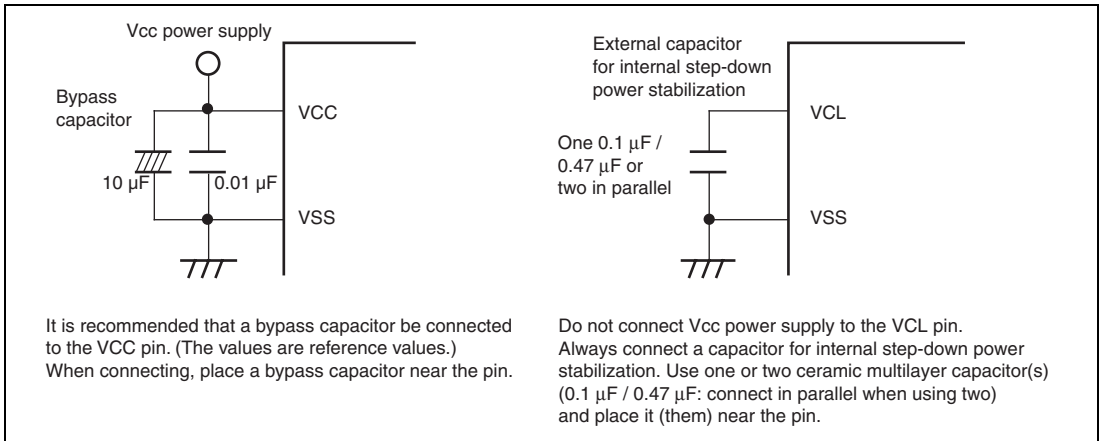 Vcc power supply
Bypass
capacitor
VCC
10 µF
0.01 µF
VSS
It is recommended that a bypass capacitor be connected
to the VCC pin. (The values are reference values.)
When connecting, place a bypass capacitor near the pin.
External capacitor
for internal step-down
power stabilization
VCL
One 0.1 µF /
0.47 µF or
two in parallel
VSS
Do not connect Vcc power supply to the VCL pin.
Always connect a capacitor for internal step-down power
stabilization. Use one or two ceramic multilayer capacitor(s)
(0.1 µF / 0.47 µF: connect in parallel when using two)
and place it (them) near the pin.